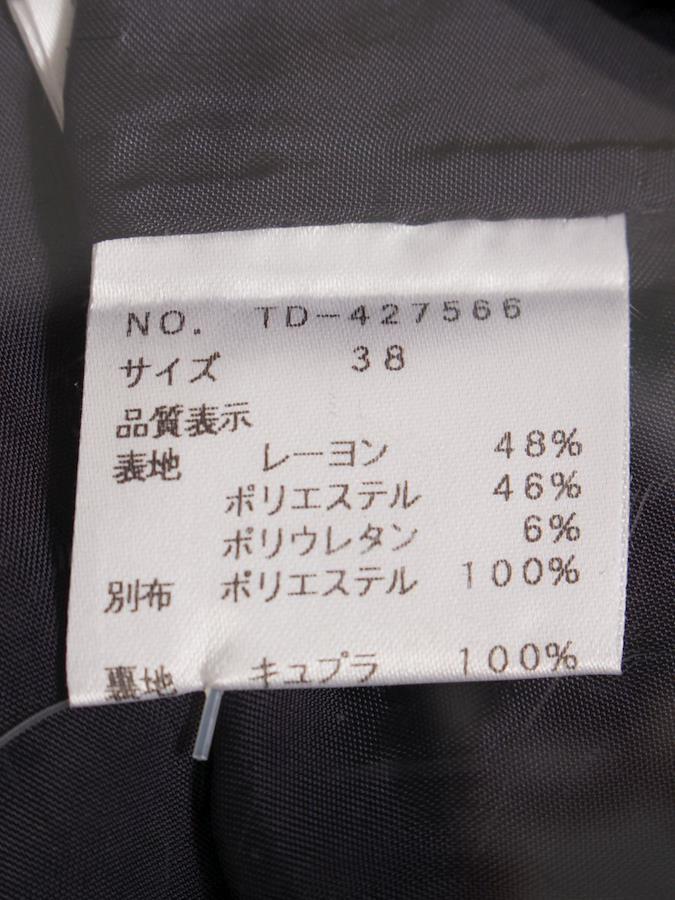 NO. TD-427566
サイズ 38
品質表示
表地 レーヨン 48%
ポリエステル 46%
ポリウレタン 6%
別布 ポリエステル 100%
裏地 キュプラ 100%